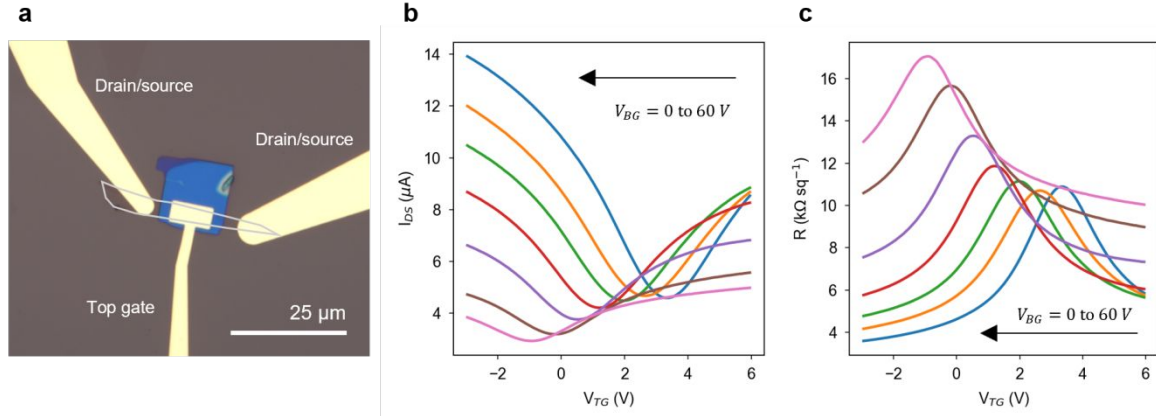 a
Drain/source
Drain/source
Top gate
25 μm
b
14
12
10
8
6
4
I_DS (μA)
V_BG = 0 to 60 V
−2 0 2 4 6
V_TG (V)
c
16
14
12
10
8
6
4
R (kΩ sq⁻¹)
V_BG = 0 to 60 V
−2 0 2 4 6
V_TG (V)